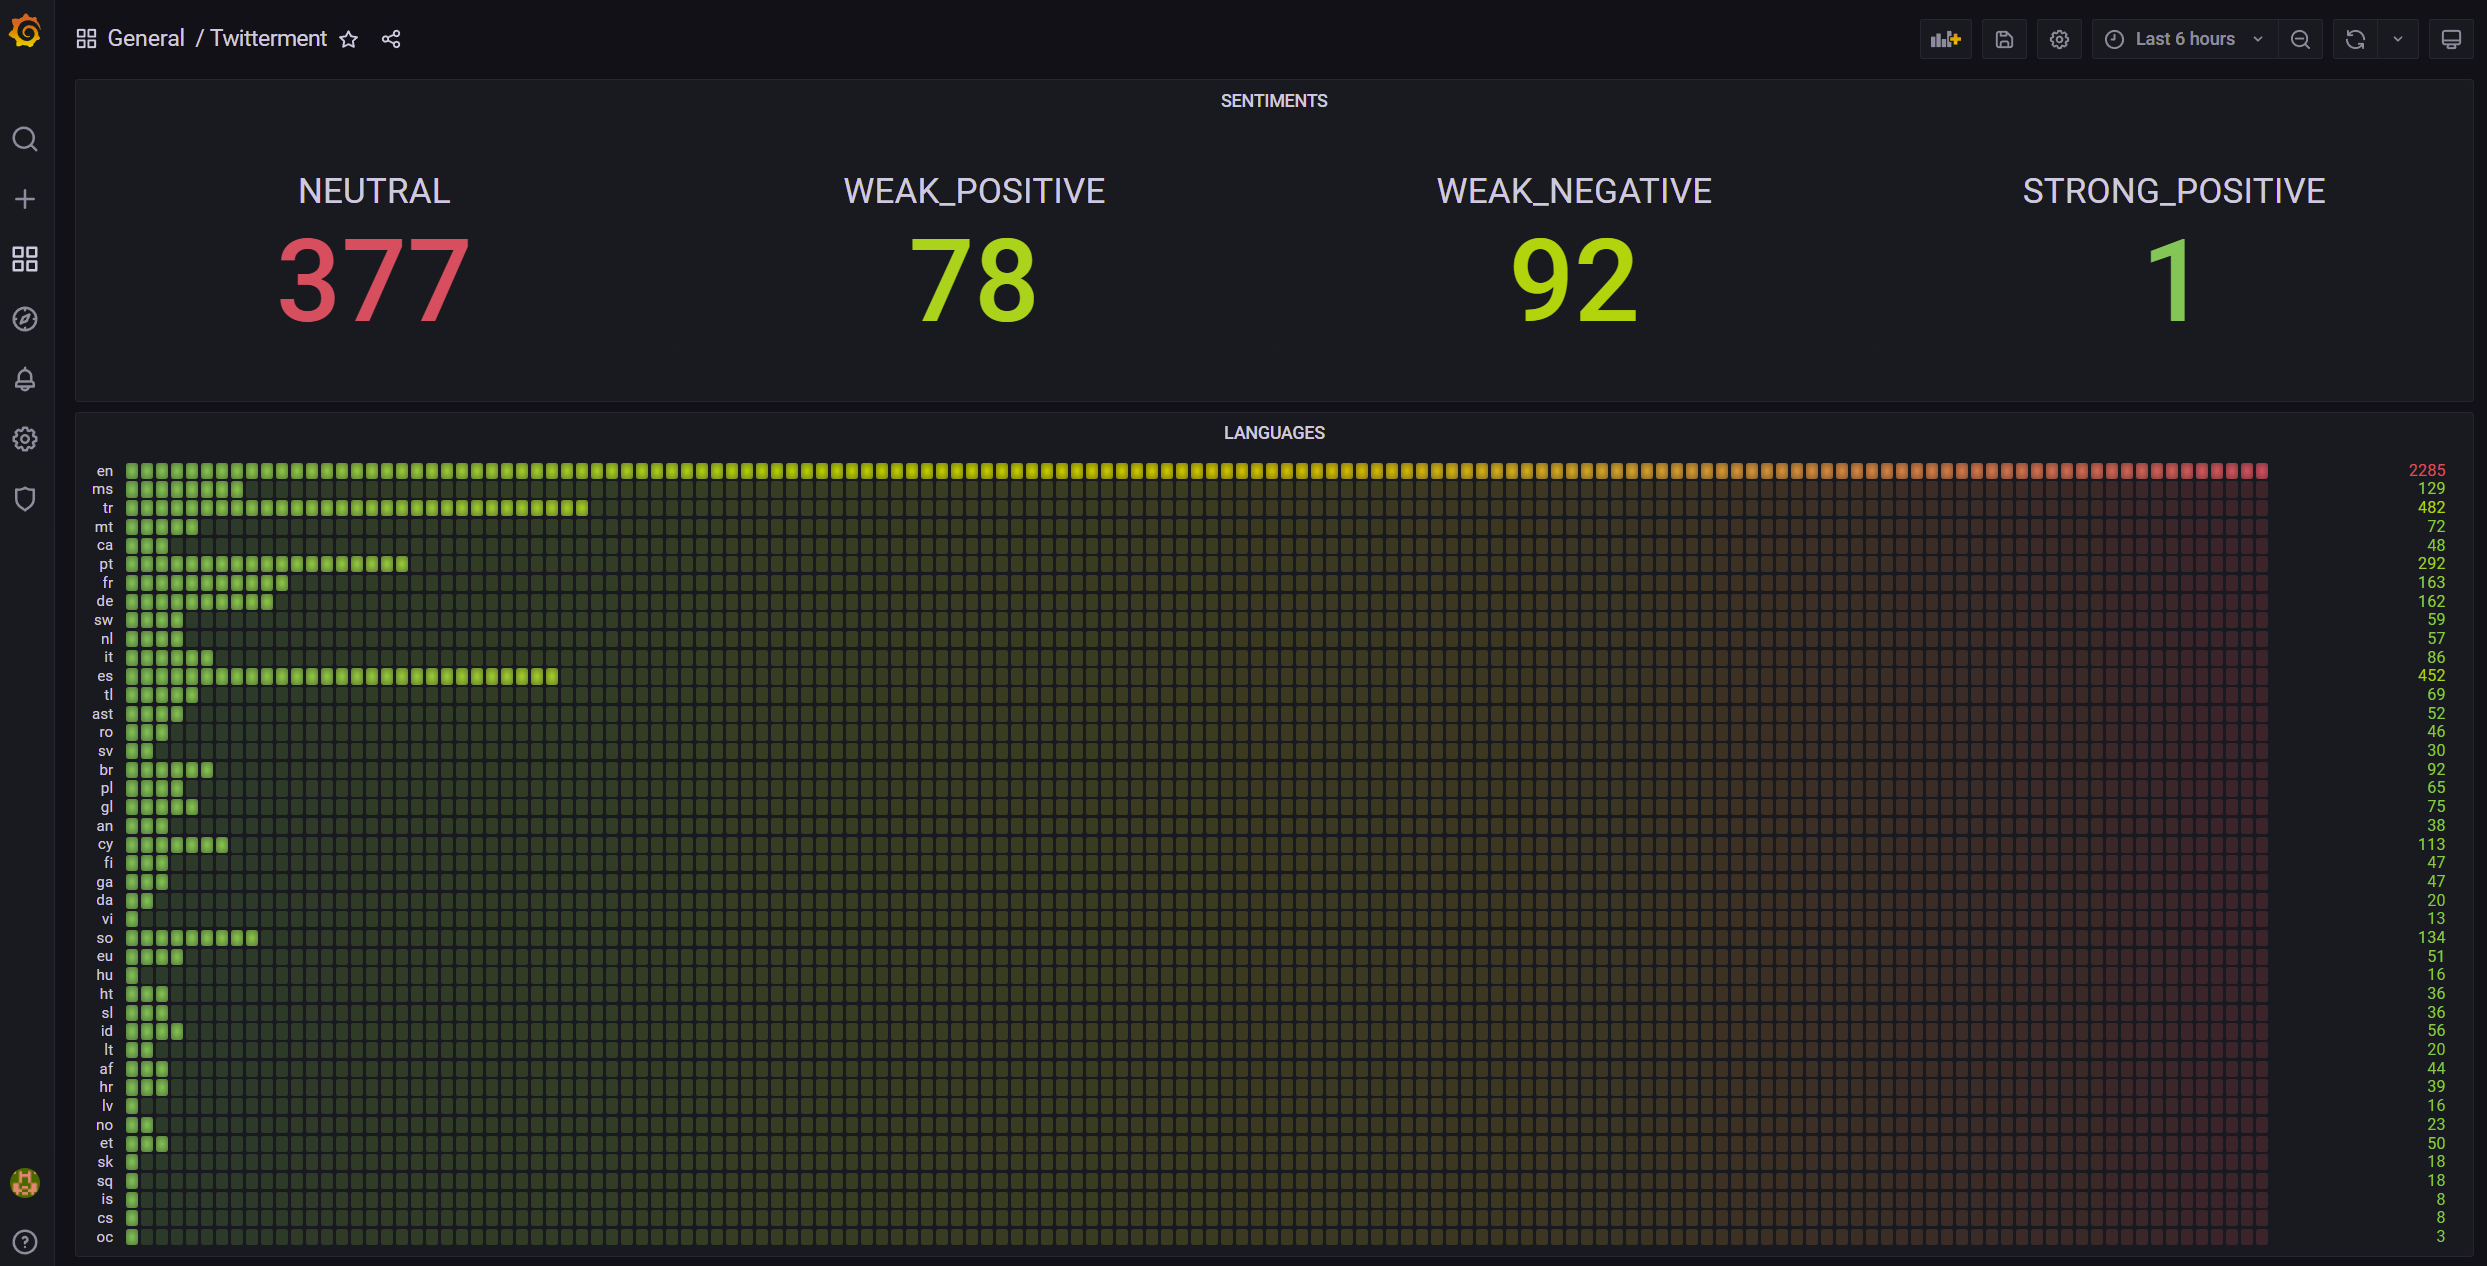 General / Twitterment
Last 6 hours
SENTIMENTS
NEUTRAL WEAK_POSITIVE WEAK_NEGATIVE STRONG_POSITIVE
377 78 92 1
LANGUAGES
en 2285
ms 129
tr 482
mt 72
ca 48
pt 292
fr 163
de 162
sw 59
nl 57
it 86
es 452
tl 69
ast 52
ro 46
sv 30
br 92
pl 65
gl 75
an 38
cy 113
fi 47
ga 47
da 20
vi 13
so 134
eu 51
hu 16
ht 36
sl 36
id 56
lt 20
af 44
hr 39
lv 16
no 23
et 50
sk 18
sq 18
is 8
cs 8
oc 3